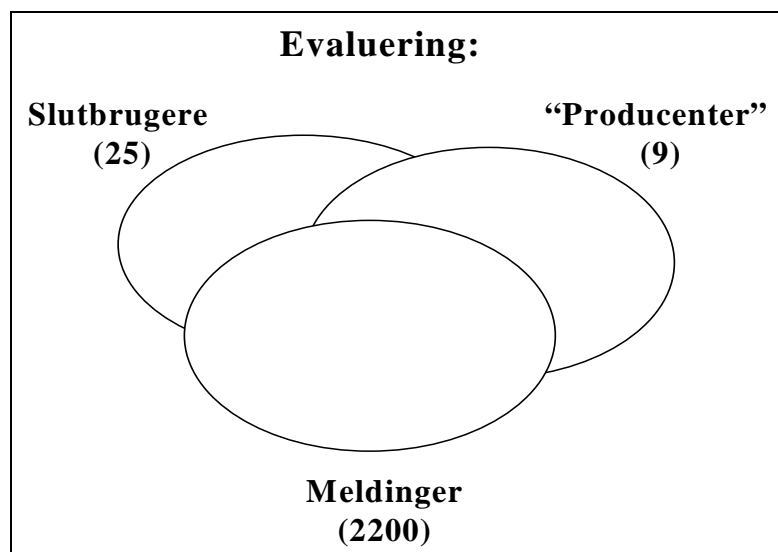 Evaluering:
Slutbrugere
(25)
“Producenter”
(9)
Meldinger
(2200)